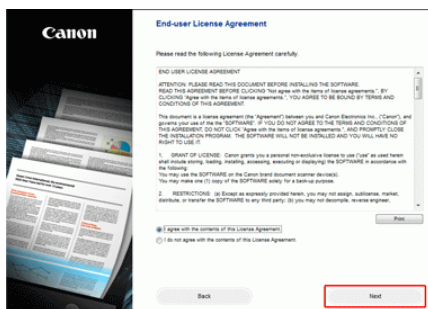 Canon
End-user License Agreement
Please read the following License Agreement carefully.
END USER LICENSE AGREEMENT
ATTENTION: PLEASE READ THIS DOCUMENT BEFORE INSTALLING THE SOFTWARE.
READ THIS AGREEMENT BEFORE CLICKING "Not agree with the items of license agreements.". BY
CLICKING "Agree with the items of license agreements.", YOU AGREE TO BE BOUND BY TERMS AND
CONDITIONS OF THIS AGREEMENT.
This document is a license agreement (the "Agreement") between you and Canon Electronics Inc., ("Canon"), and
governs your use of the "SOFTWARE". IF YOU DO NOT AGREE TO THE TERMS AND CONDITIONS OF
THIS AGREEMENT, DO NOT CLICK "Agree with the items of license agreements.", AND PROMPTLY CLOSE
THE INSTALLATION PROGRAM. THE SOFTWARE WILL NOT BE INSTALLED AND YOU WILL HAVE NO
RIGHT TO USE IT.
1. GRANT OF LICENSE: Canon grants you a personal non-exclusive license to use ("use" as used herein
shall include storing, loading, installing, accessing, executing or displaying) the SOFTWARE in accordance with
the following:
You may use the SOFTWARE on the Canon brand document scanner device(s).
You may make one (1) copy of the SOFTWARE solely for a back-up purpose.
2. RESTRICTIONS: (a) Except as expressly provided herein, you may not assign, sublicense, market,
distribute, or transfer the SOFTWARE to any third party; (b) you may not decompile, reverse engineer,
Print
I agree with the contents of this License Agreement.
I do not agree with the contents of this License Agreement.
Back
Next